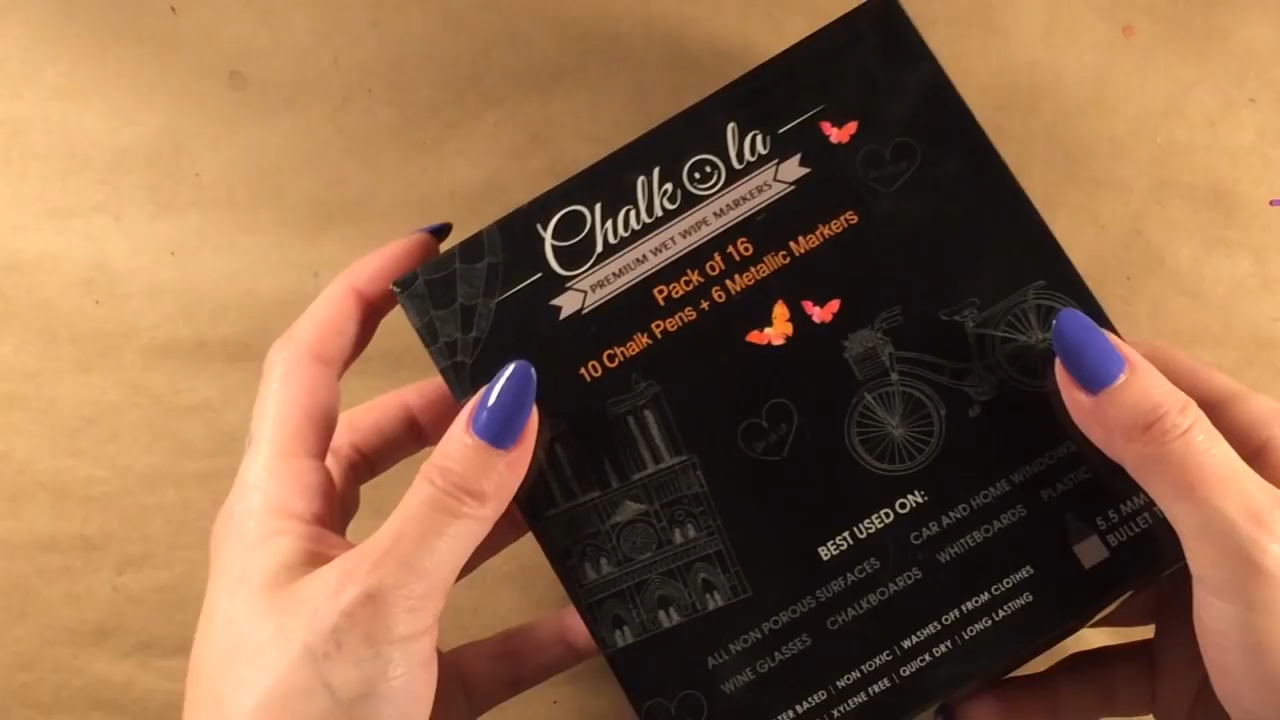 Chalkola
PREMIUM WET WIPE MARKERS
Pack of 16
10 Chalk Pens + 6 Metallic Markers
BEST USED ON:
ALL NON POROUS SURFACES CAR AND HOME WINDOWS
WINE GLASSES CHALKBOARDS WHITEBOARDS PLASTIC
5.5 MM
BULLET
NON TOXIC | WASHES OFF FROM CLOTHES
XYLENE FREE | QUICK DRY | LONG LASTING